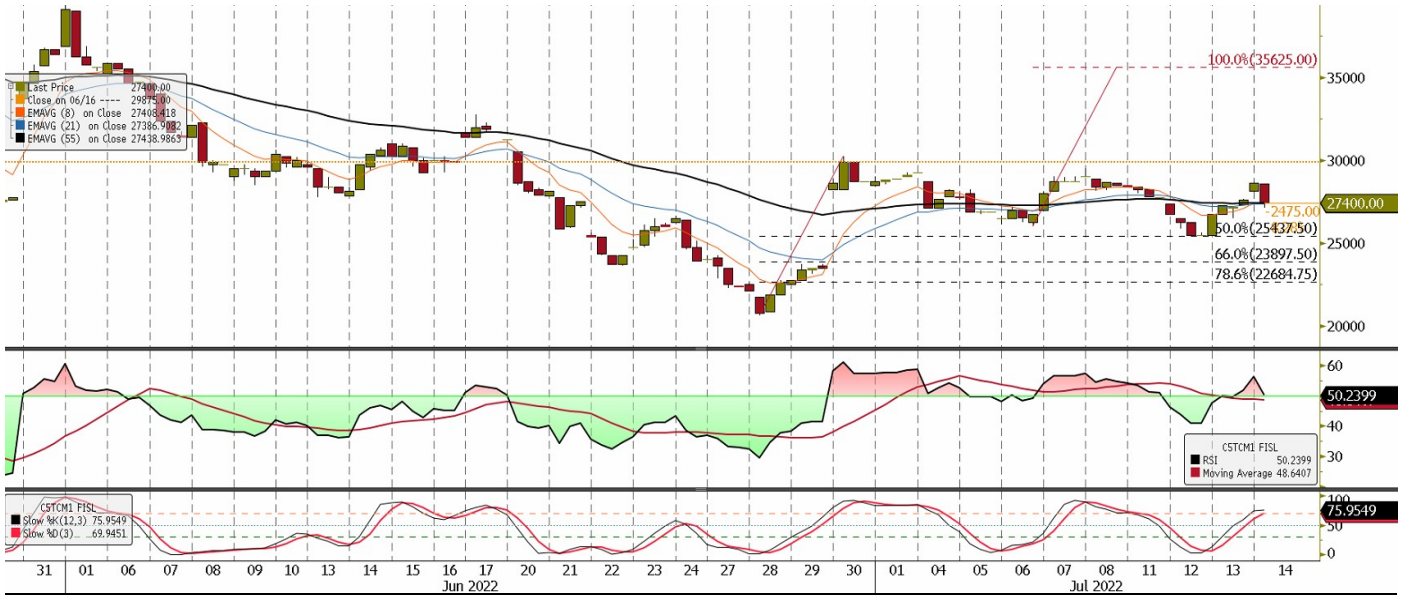 100.0%(35625.00)
35000
Last Price 27400.00
Close on 06/16 ---- 29875.00
EMAVG (8) on Close 27408.418
EMAVG (21) on Close 27386.9082
EMAVG (55) on Close 27438.9863
30000
27400.00
-2475.00
50.0%(25437.50)
25000
66.0%(23897.50)
78.6%(22684.75)
20000
60
50.2399
40
30
C5TCM1 FISL
RSI 50.2399
Moving Average 48.6407
100
C5TCM1 FISL
Slow %K(12,3) 75.9549
Slow %D(3) 69.9451
75.9549
50
0
31 01 06 07 08 09 10 13 14 15 16 17 20 21 22 23 24 27 28 29 30 01 04 05 06 07 08 11 12 13 14
Jun 2022 Jul 2022